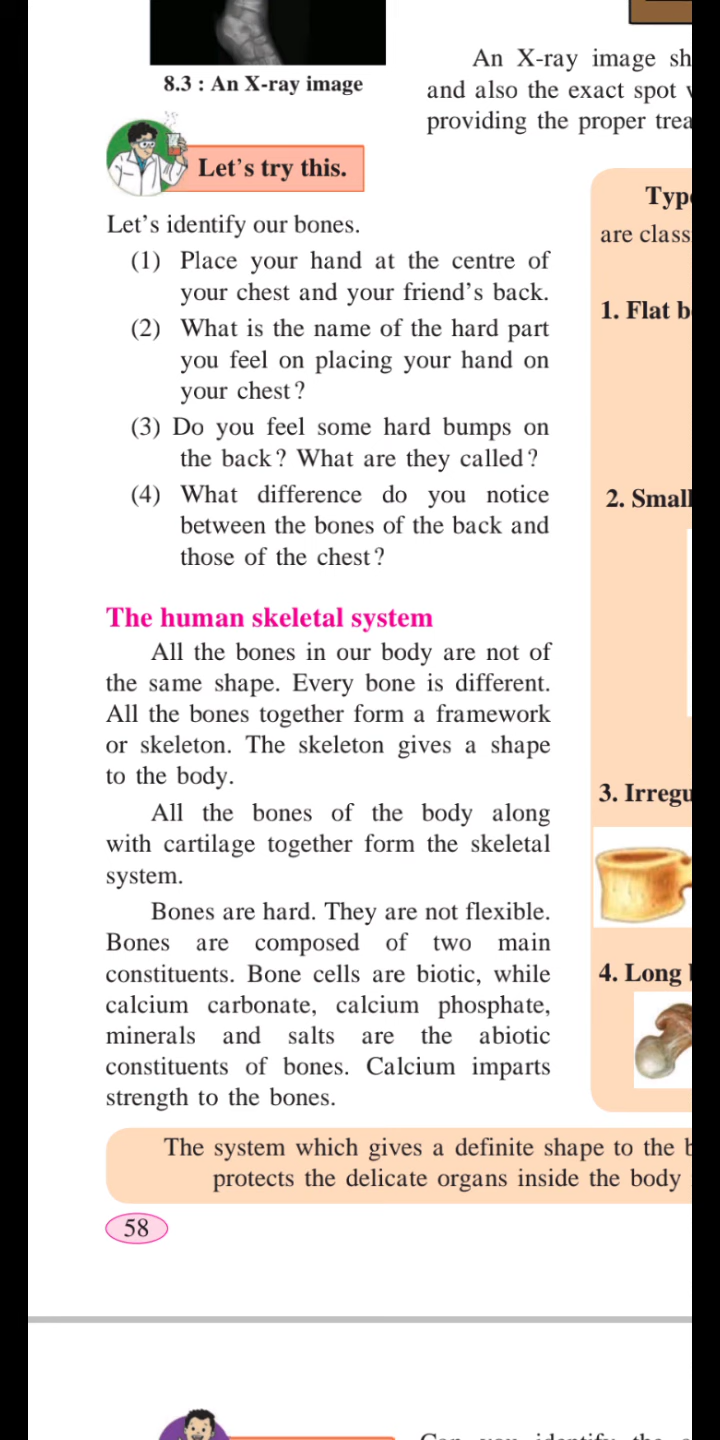 8.3 : An X-ray image
Let's try this.
Let's identify our bones.
(1) Place your hand at the centre of
your chest and your friend's back.
(2) What is the name of the hard part
you feel on placing your hand on
your chest?
(3) Do you feel some hard bumps on
the back? What are they called?
(4) What difference do you notice
between the bones of the back and
those of the chest?
The human skeletal system
All the bones in our body are not of
the same shape. Every bone is different.
All the bones together form a framework
or skeleton. The skeleton gives a shape
to the body.
All the bones of the body along
with cartilage together form the skeletal
system.
Bones are hard. They are not flexible.
Bones are composed of two main
constituents. Bone cells are biotic, while
calcium carbonate, calcium phosphate,
minerals and salts are the abiotic
constituents of bones. Calcium imparts
strength to the bones.
An X-ray image
and also the exact spot
providing the proper
are
1. Flat
2. Small
3.
4. Long
The system which gives a definite shape to the
protects the delicate organs inside the body
58